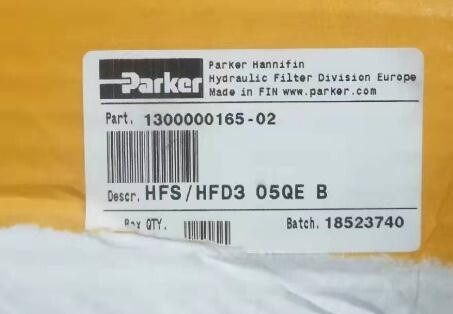 Parker
Parker Hannifin
Hydraulic Filter Division Europe
Made in FIN www.parker.com
Part. 1300000165-02
Descr. HFS/HFD3 05QE B
Box QTY.
Batch. 18523740